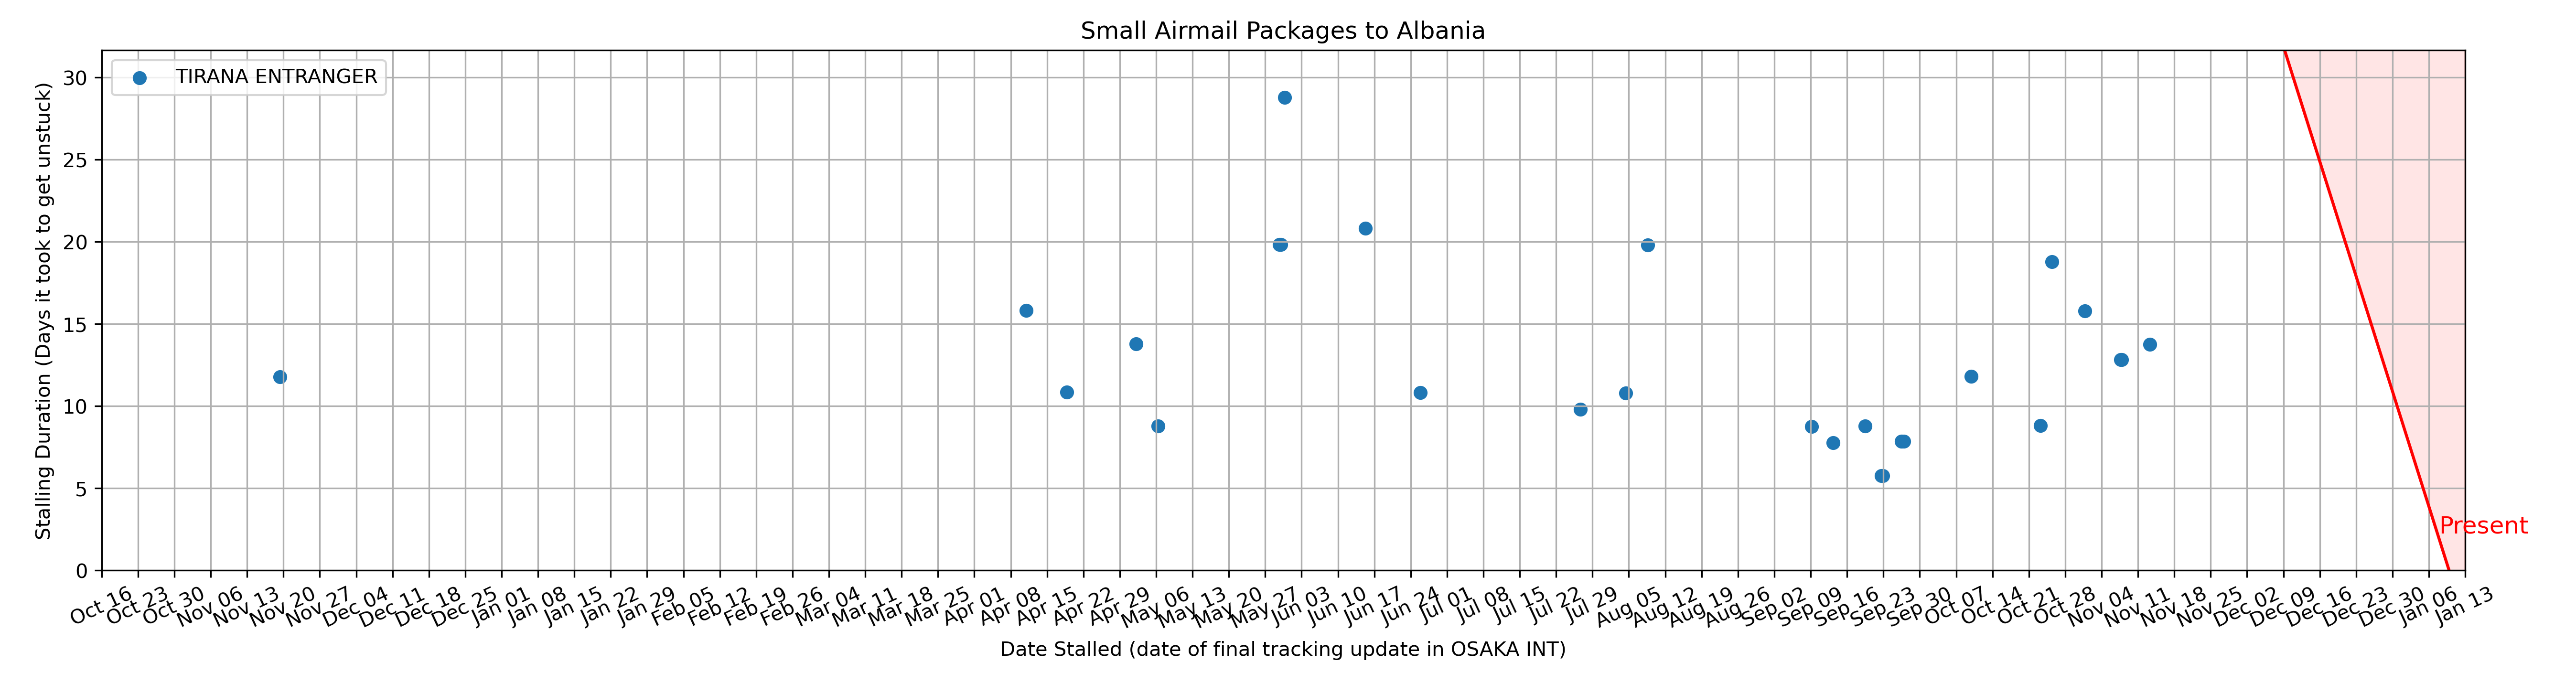 Small Airmail Packages to Albania
TIRANA ENTRANGER
Stalling Duration (Days it took to get unstuck)
30
25
20
15
10
5
0
Present
Oct 16
Oct 23
Oct 30
Nov 06
Nov 13
Nov 20
Nov 27
Dec 04
Dec 11
Dec 18
Dec 25
Jan 01
Jan 08
Jan 15
Jan 22
Jan 29
Feb 05
Feb 12
Feb 19
Feb 26
Mar 04
Mar 11
Mar 18
Mar 25
Apr 01
Apr 08
Apr 15
Apr 22
Apr 29
May 06
May 13
May 20
May 27
Jun 03
Jun 10
Jun 17
Jun 24
Jul 01
Jul 08
Jul 15
Jul 22
Jul 29
Aug 05
Aug 12
Aug 19
Aug 26
Sep 02
Sep 09
Sep 16
Sep 23
Sep 30
Oct 07
Oct 14
Oct 21
Oct 28
Nov 04
Nov 11
Nov 18
Nov 25
Dec 02
Dec 09
Dec 16
Dec 23
Dec 30
Jan 06
Jan 13
Date Stalled (date of final tracking update in OSAKA INT)